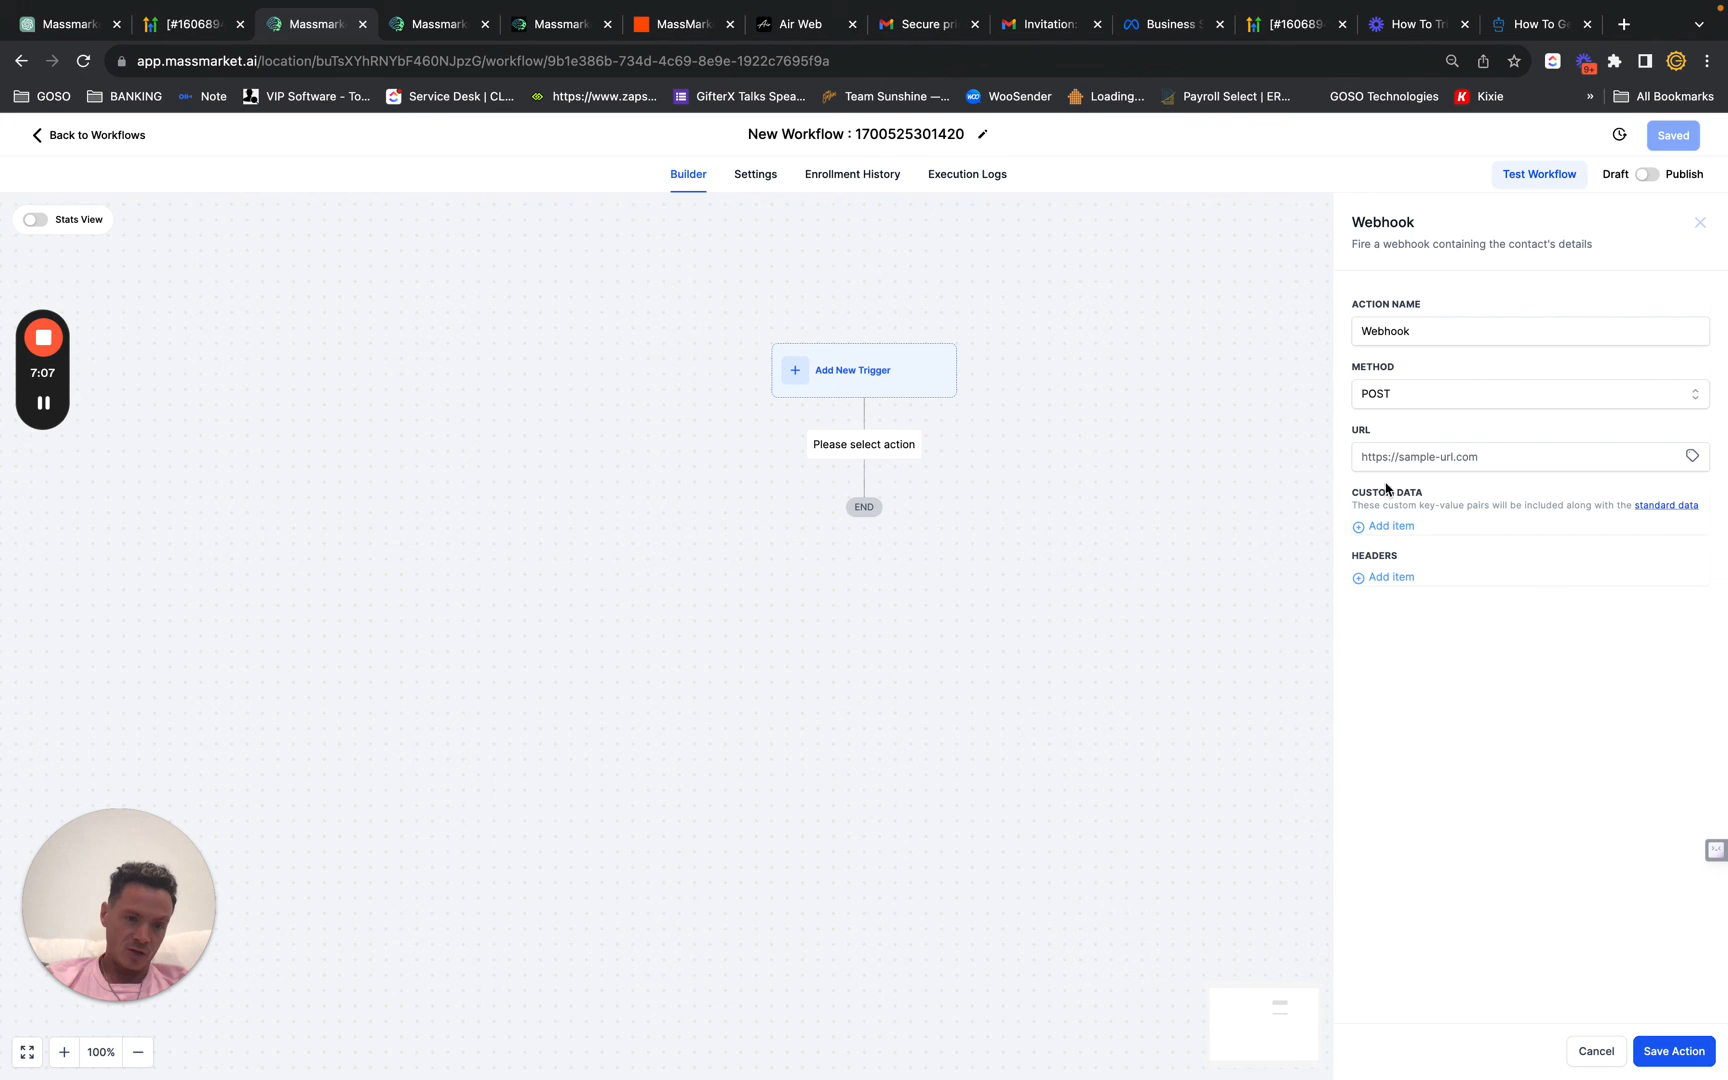 Massmark
[#160689
Massmark
Massmark
Massmark
MassMark
Air Web
Secure pri
Invitation:
Business S
[#160689
How To Tri
How To Ge
app.massmarket.ai/location/buTsXYhRNYbF460NJpzG/workflow/9b1e386b-734d-4c69-8e9e-1922c7695f9a
9+
GOSO
BANKING
Note
VIP Software - To...
Service Desk | CL...
https://www.zaps...
GifterX Talks Spea...
Team Sunshine —...
WooSender
Loading...
Payroll Select | ER...
GOSO Technologies
Kixie
»
All Bookmarks
Back to Workflows
New Workflow : 1700525301420
Saved
Builder
Settings
Enrollment History
Execution Logs
Test Workflow
Draft
Publish
Stats View
7:07
Add New Trigger
Please select action
END
Webhook
Fire a webhook containing the contact's details
ACTION NAME
Webhook
METHOD
POST
URL
https://sample-url.com
CUSTOM DATA
These custom key-value pairs will be included along with the standard data
Add item
HEADERS
Add item
100%
Cancel
Save Action